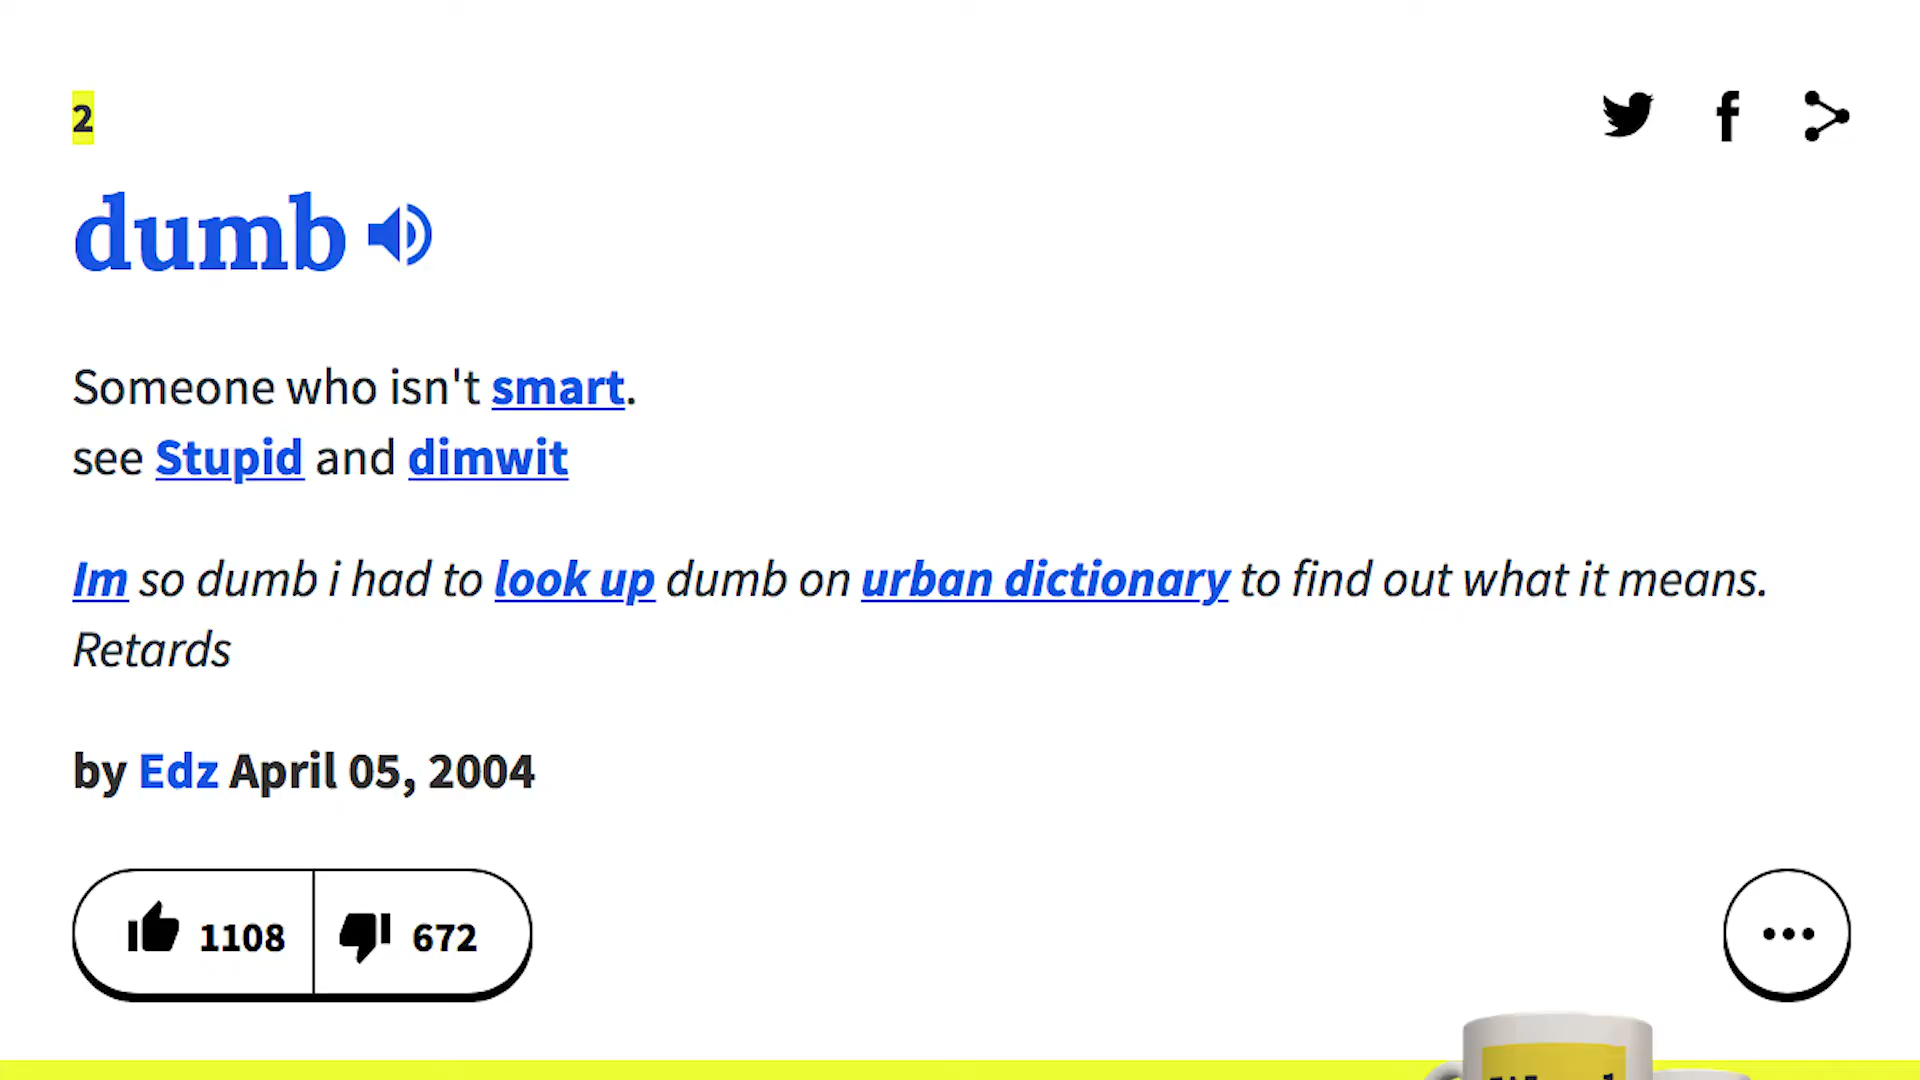 2
dumb
Someone who isn't smart.
see Stupid and dimwit
Im so dumb i had to look up dumb on urban dictionary to find out what it means.
Retards
by Edz April 05, 2004
1108 672